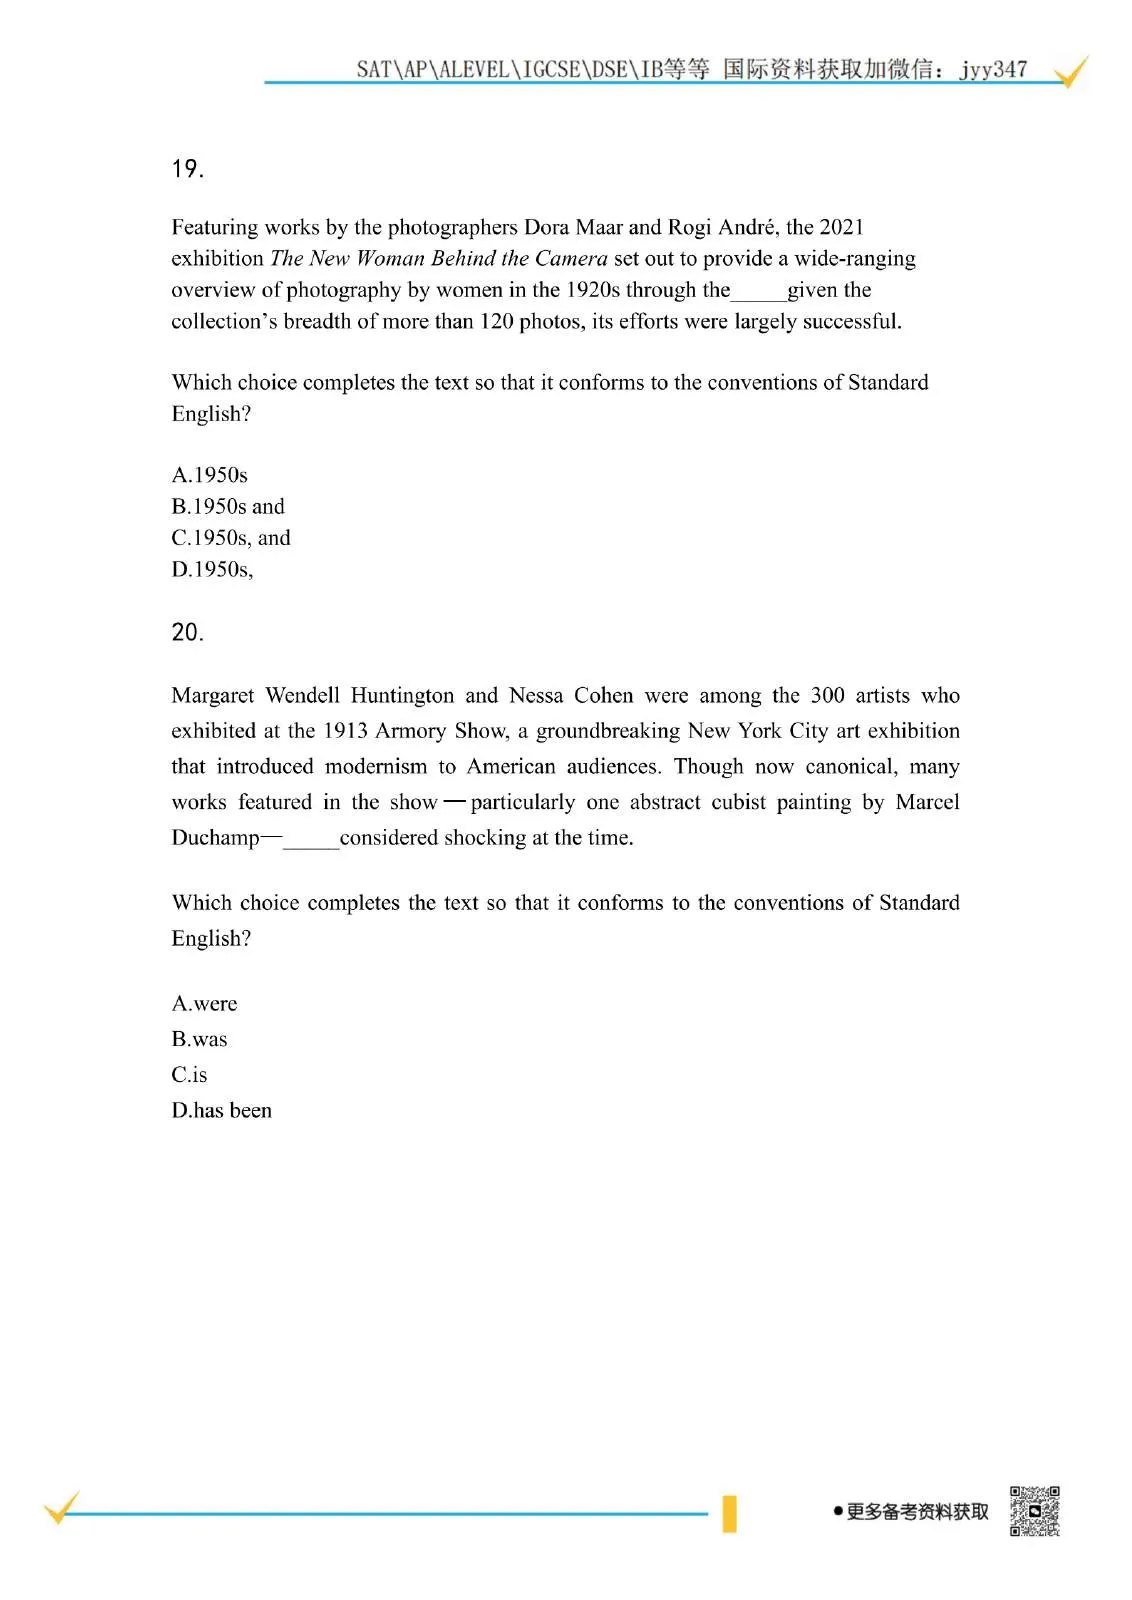 SAT\AP\ALEVEL\IGCSE\DSE\IB等等 国际资料获取加微信：jyy347
19.
Featuring works by the photographers Dora Maar and Rogi André, the 2021
exhibition The New Woman Behind the Camera set out to provide a wide-ranging
overview of photography by women in the 1920s through the_____given the
collection’s breadth of more than 120 photos, its efforts were largely successful.
Which choice completes the text so that it conforms to the conventions of Standard
English?
A.1950s
B.1950s and
C.1950s, and
D.1950s,
20.
Margaret Wendell Huntington and Nessa Cohen were among the 300 artists who
exhibited at the 1913 Armory Show, a groundbreaking New York City art exhibition
that introduced modernism to American audiences. Though now canonical, many
works featured in the show—particularly one abstract cubist painting by Marcel
Duchamp—_____considered shocking at the time.
Which choice completes the text so that it conforms to the conventions of Standard
English?
A.were
B.was
C.is
D.has been
●更多备考资料获取